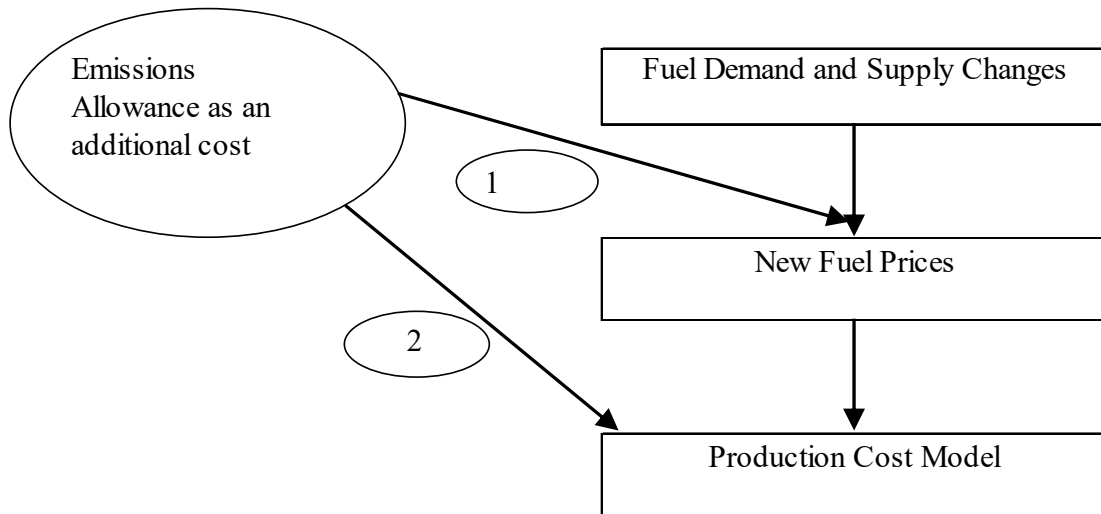 Emissions
Allowance as an
additional cost
Fuel Demand and Supply Changes
1
New Fuel Prices
2
Production Cost Model